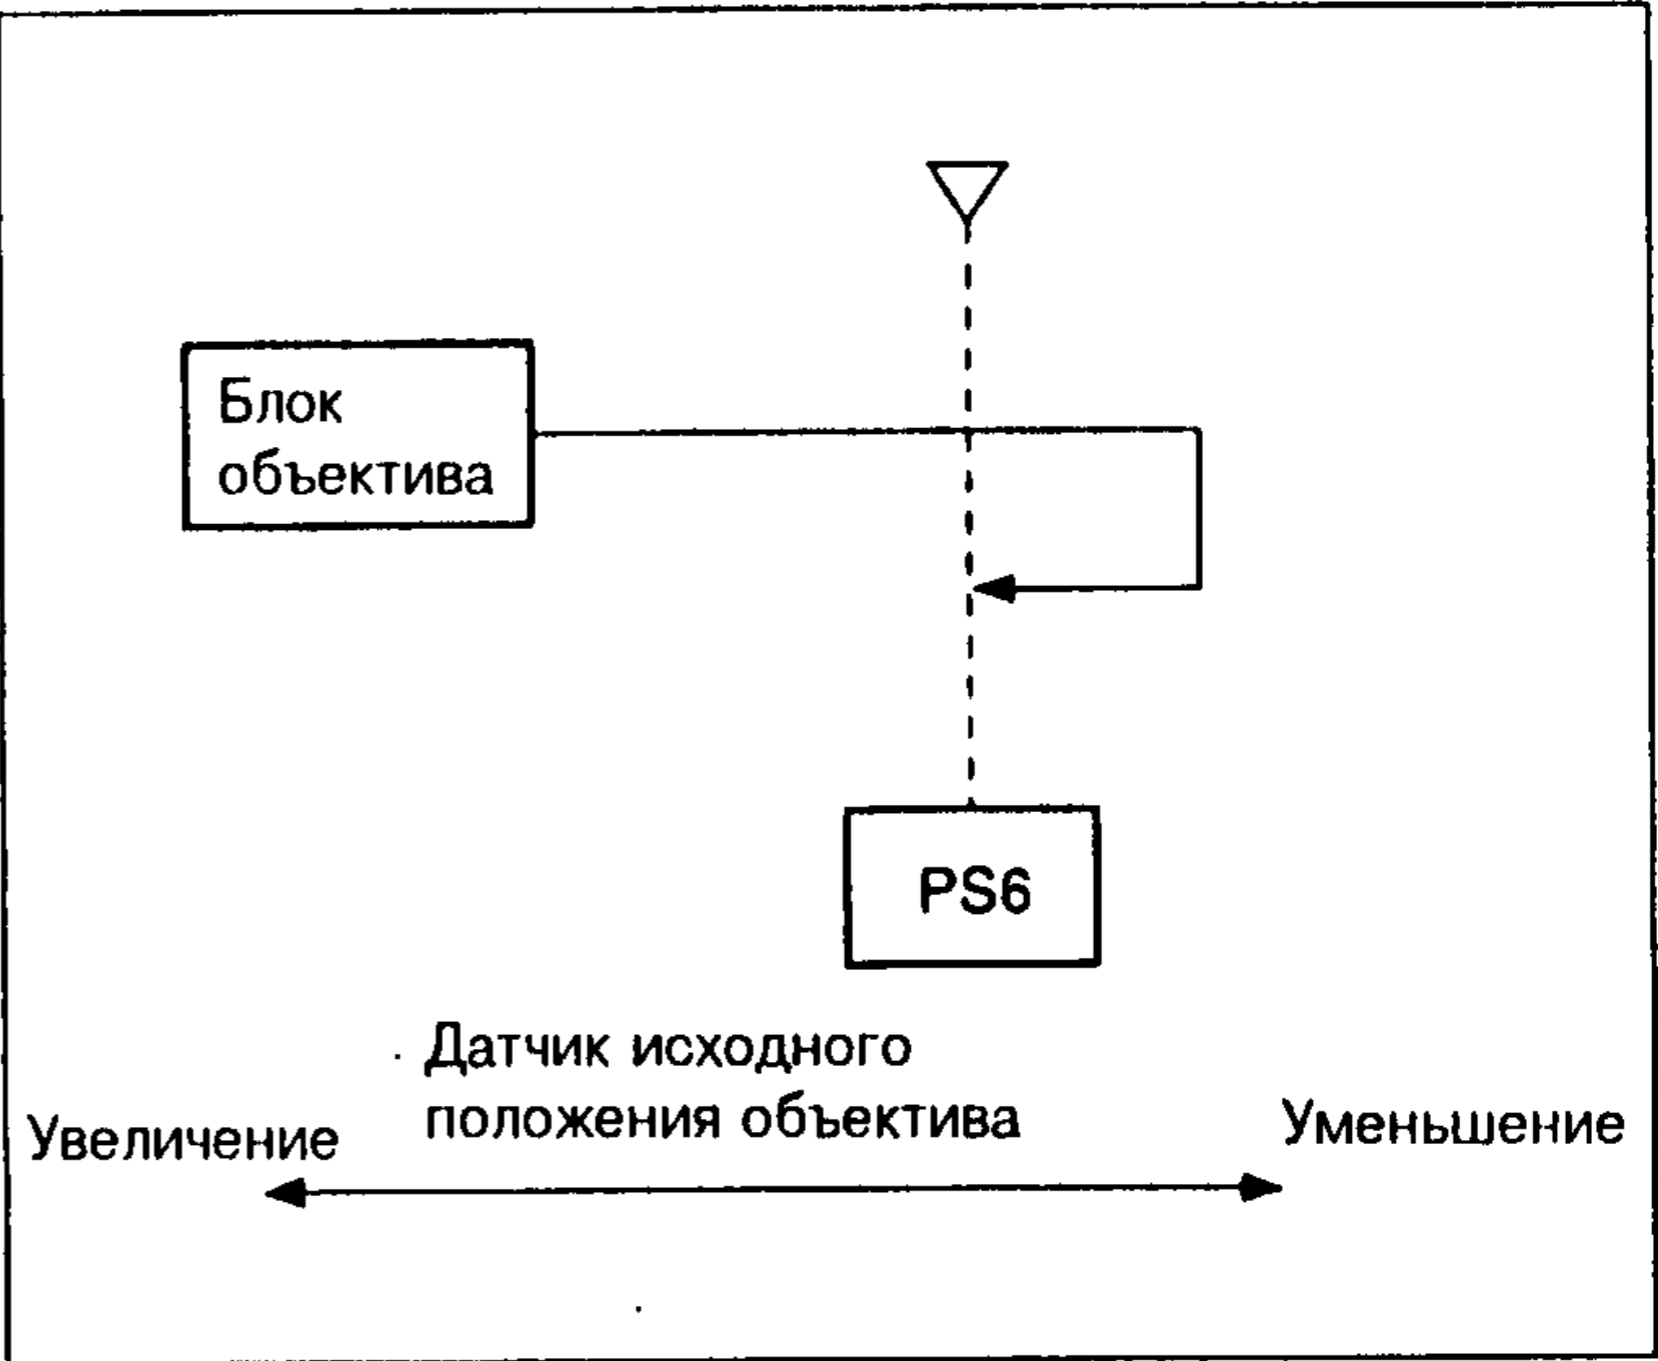 Блок
объектива
PS6
Датчик исходного
положения объектива
Увеличение
Уменьшение